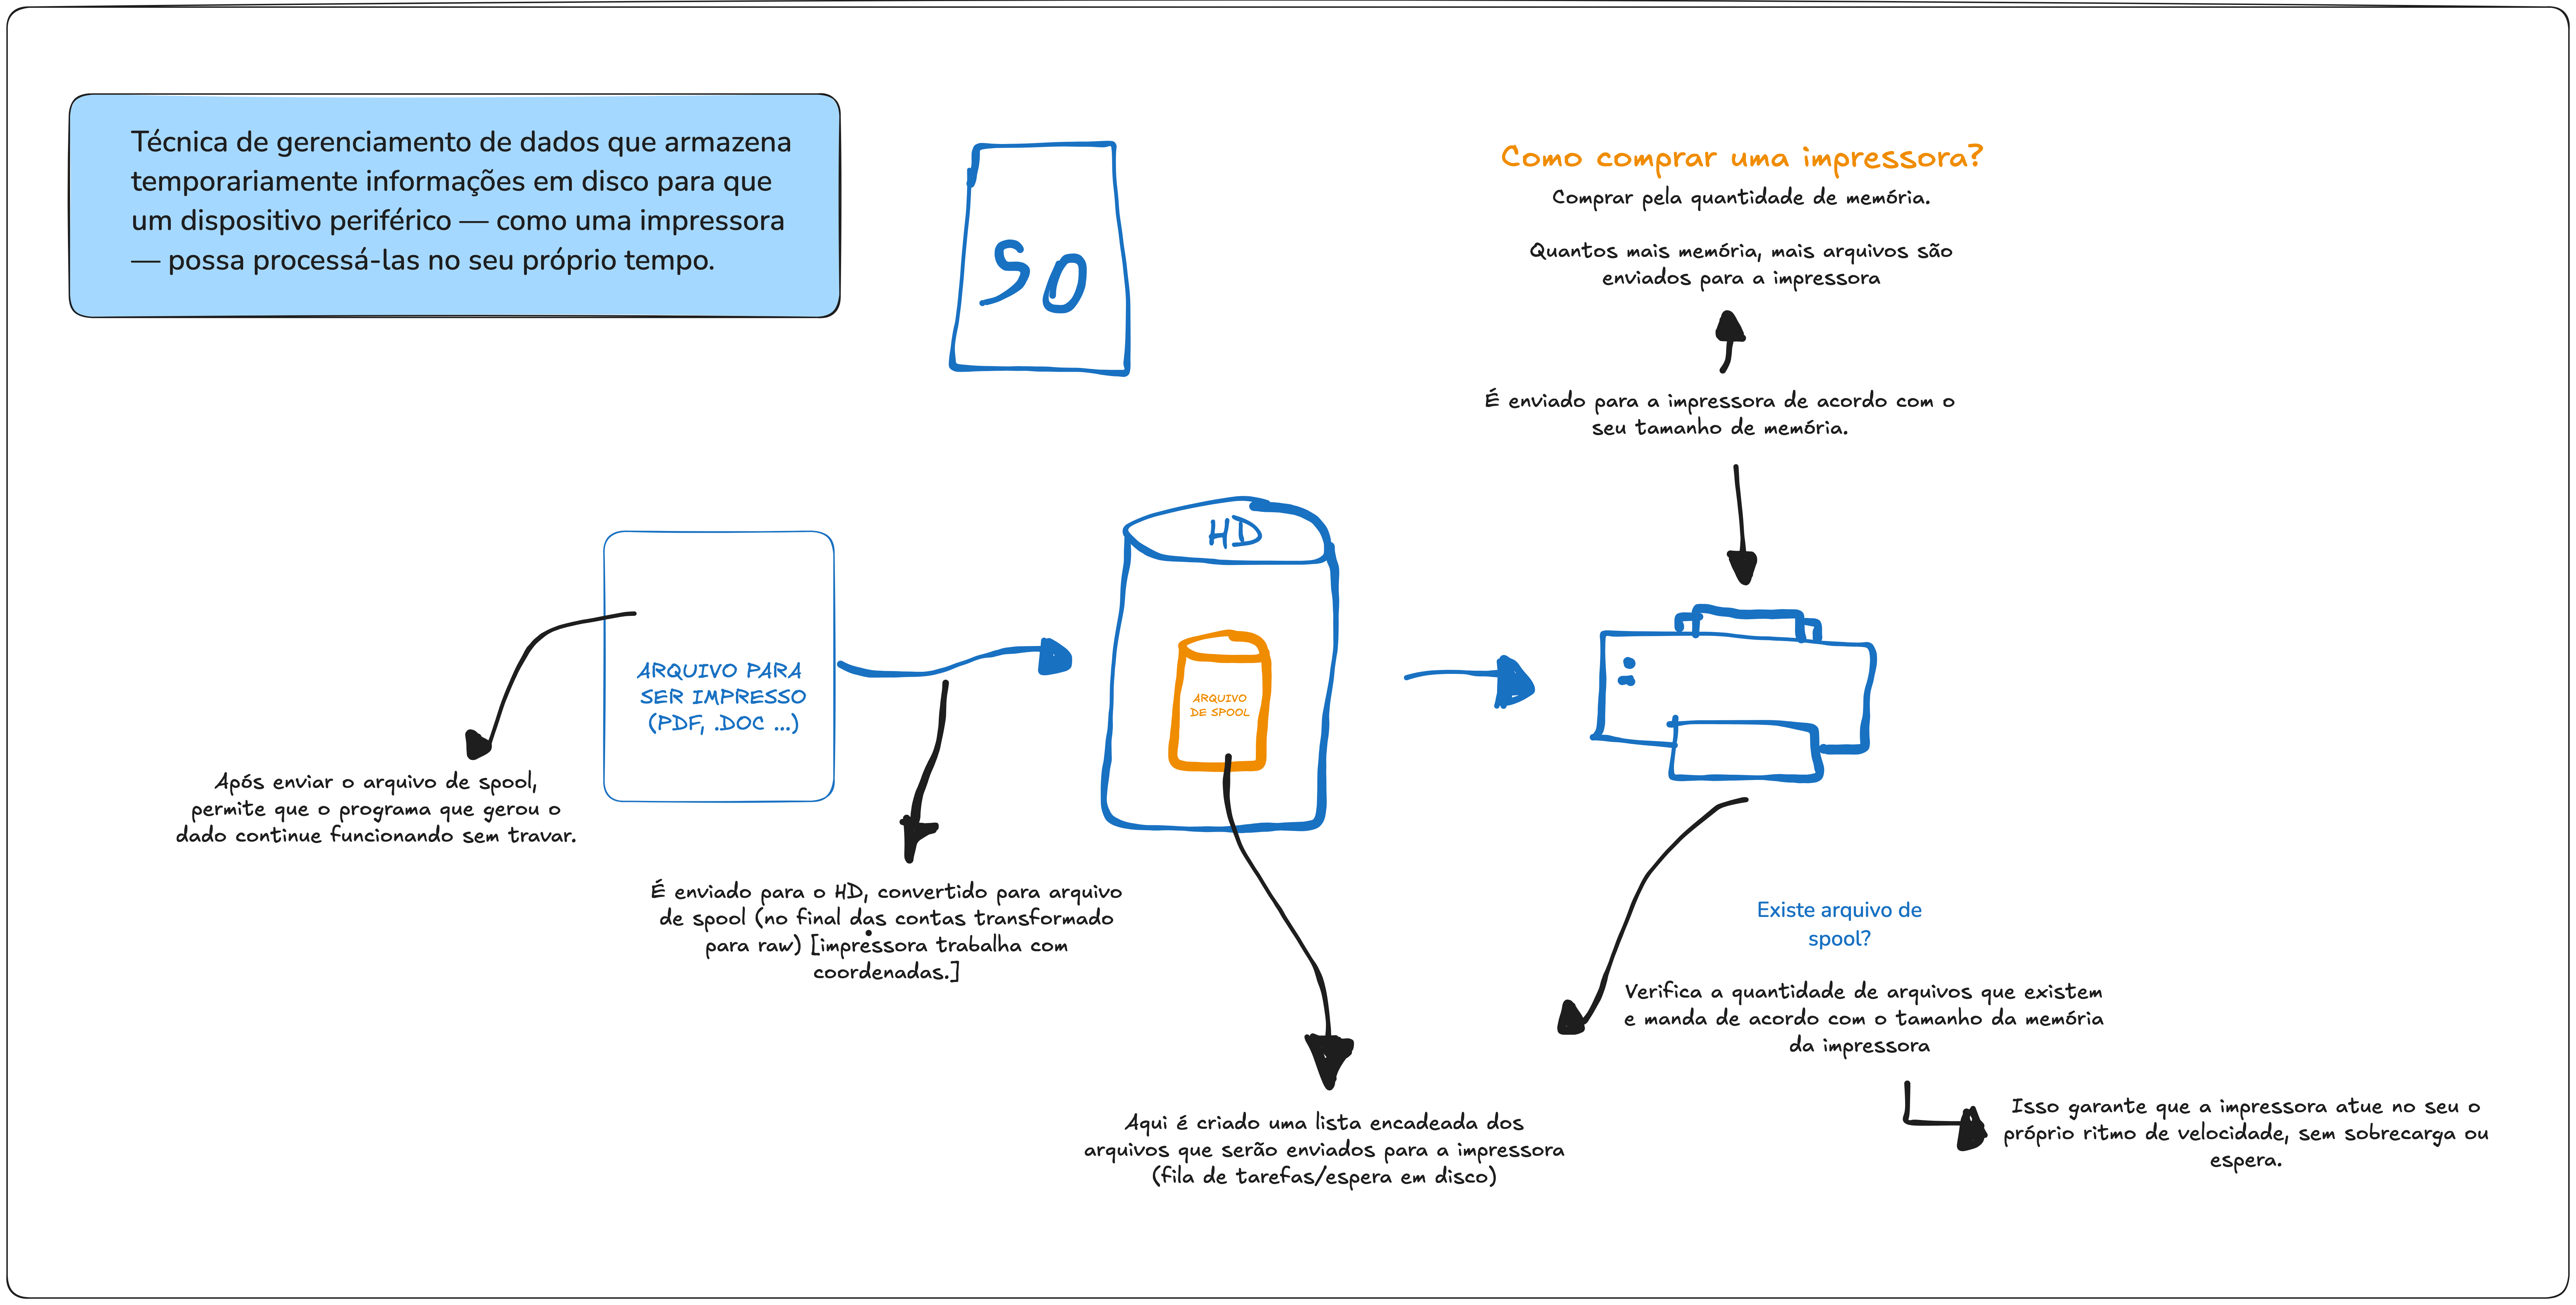 Técnica de gerenciamento de dados que armazena
temporariamente informações em disco para que
um dispositivo periférico — como uma impressora
— possa processá-las no seu próprio tempo.
SO
Como comprar uma impressora?
Comprar pela quantidade de memória.
Quantos mais memória, mais arquivos são
enviados para a impressora
É enviado para a impressora de acordo com o
seu tamanho de memória.
HD
ARQUIVO PARA
SER IMPRESSO
(PDF, .DOC ...)
ARQUIVO
DE SPOOL
Após enviar o arquivo de spool,
permite que o programa que gerou o
dado continue funcionando sem travar.
É enviado para o HD, convertido para arquivo
de spool (no final das contas transformado
para raw) [impressora trabalha com
coordenadas.]
Existe arquivo de
spool?
Verifica a quantidade de arquivos que existem
e manda de acordo com o tamanho da memória
da impressora
Aqui é criado uma lista encadeada dos
arquivos que serão enviados para a impressora
(fila de tarefas/espera em disco)
Isso garante que a impressora atue no seu o
próprio ritmo de velocidade, sem sobrecarga ou
espera.